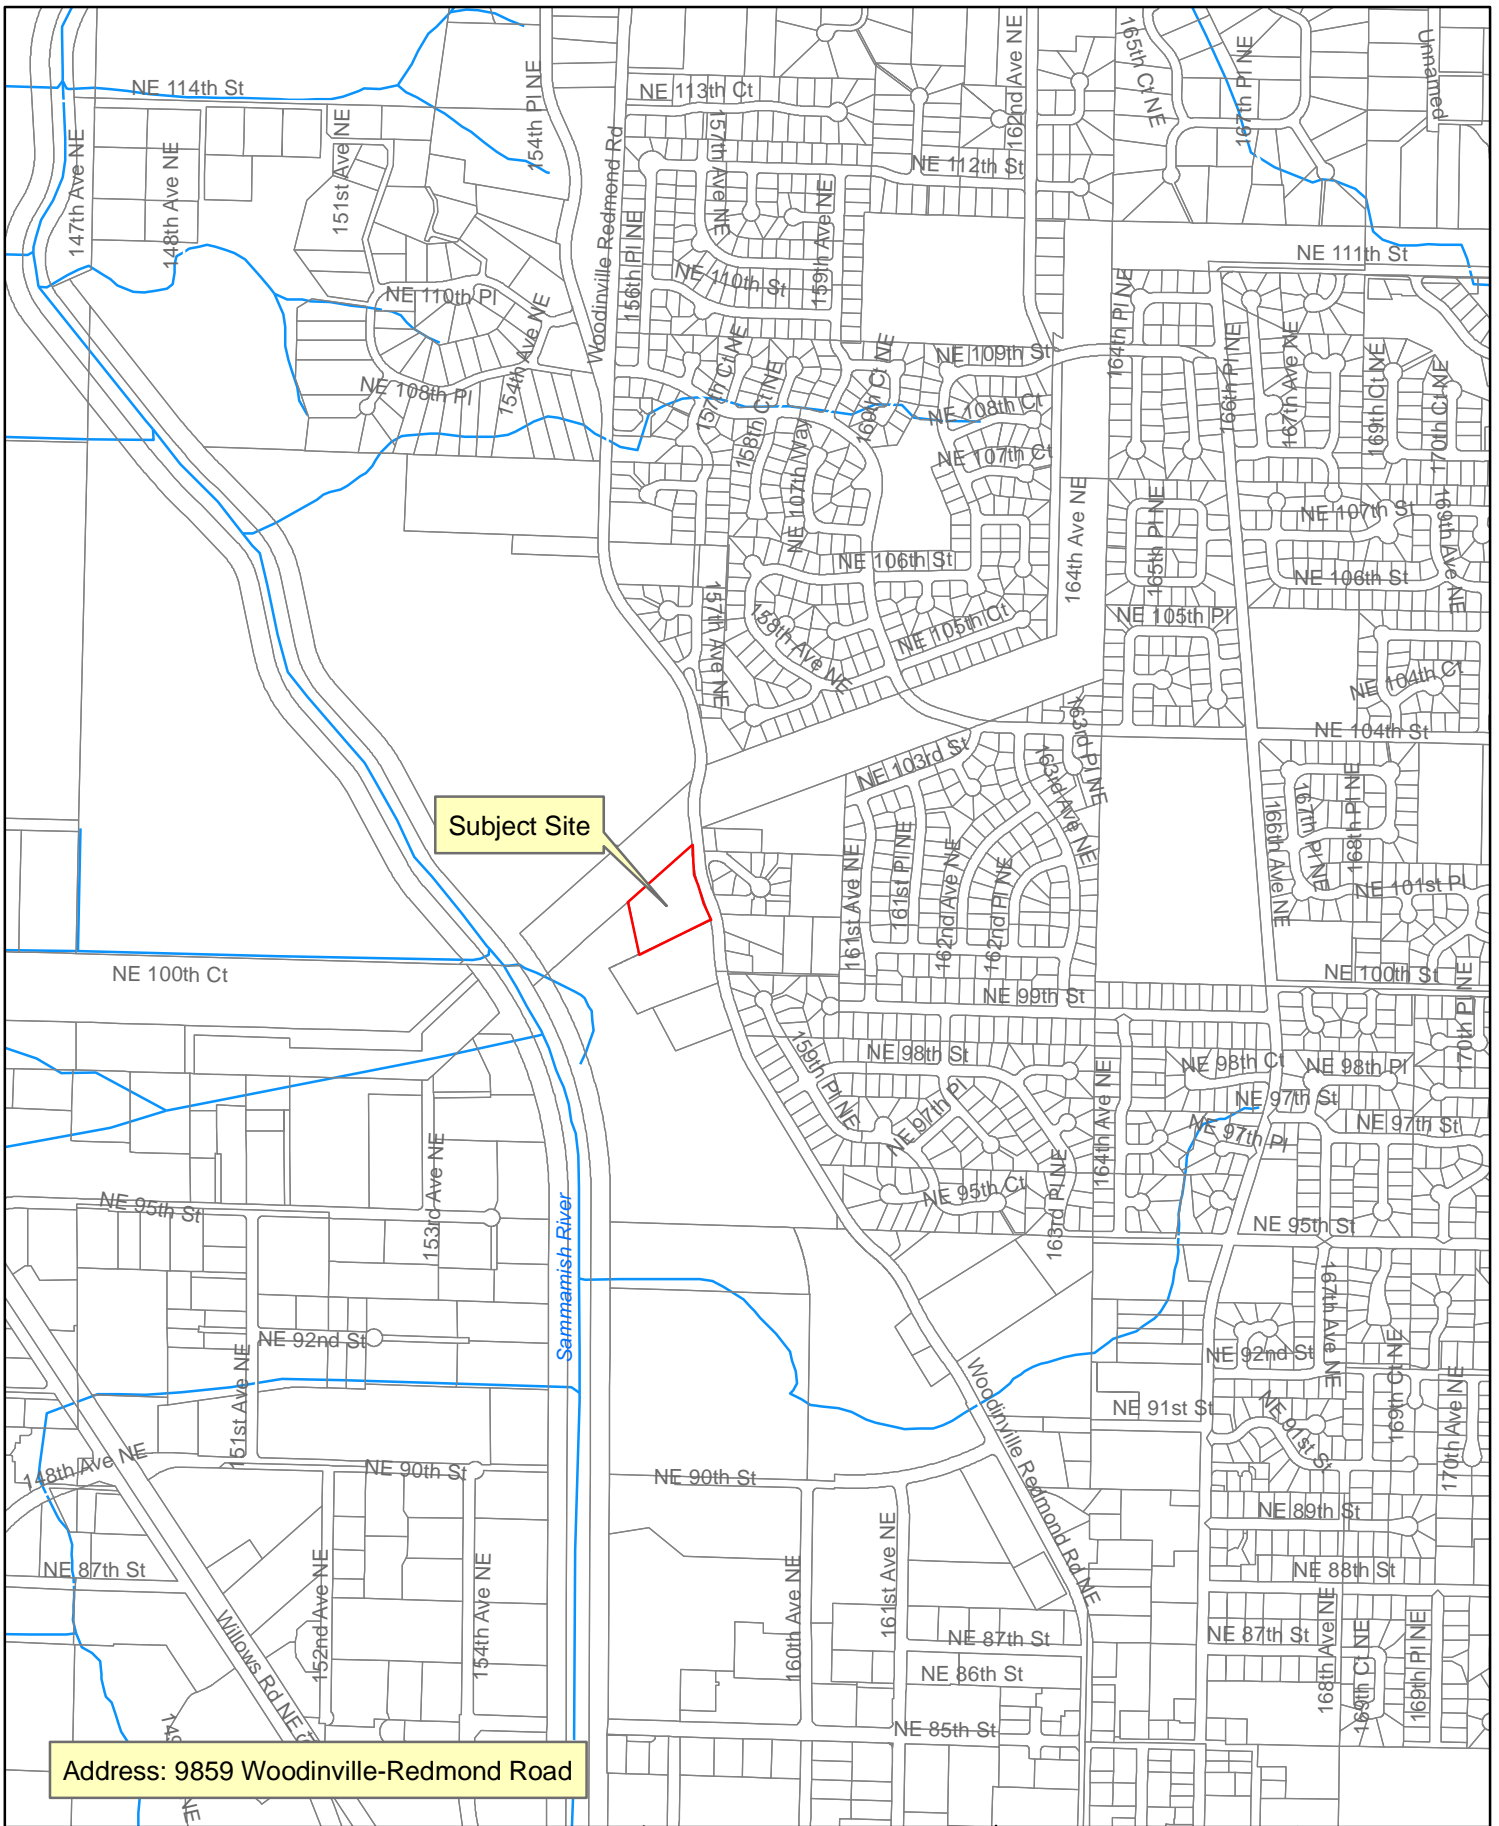 NE 114th St
NE 113th Ct
154th Pl NE
162nd Ave NE
165th Ct NE
167th Pl NE
Unnamed
147th Ave NE
148th Ave NE
151st Ave NE
Woodinville Redmond Rd
157th Ave NE
NE 112th St
156th Pl NE
159th Ave NE
NE 111th St
NE 110th Pl
NE 110th St
154th Ave NE
164th Pl NE
157th Ct NE
158th Ct NE
160th Ct NE
NE 109th St
166th Pl NE
167th Ave NE
169th Ct NE
170th Ct NE
NE 108th Pl
NE 108th Ct
NE 107th Ct
NE 107th Way
164th Ave NE
165th Pl NE
NE 107th St
169th Ave NE
NE 106th St
NE 106th St
157th Ave NE
158th Ave NE
NE 105th Ct
NE 105th Pl
NE 104th Ct
163rd Pl NE
NE 104th St
NE 103rd St
163rd Ave NE
Subject Site
161st Ave NE
161st Pl NE
162nd Ave NE
162nd Pl NE
166th Ave NE
167th Pl NE
168th Pl NE
NE 101st Pl
NE 100th Ct
NE 100th St
NE 99th St
170th Pl NE
159th Pl NE
NE 98th St
164th Ave NE
NE 98th Ct
NE 98th Pl
NE 97th Pl
NE 97th St
NE 97th Pl
NE 97th St
153rd Ave NE
NE 95th St
NE 95th Ct
163rd Pl NE
NE 95th St
Sammamish River
167th Ave NE
NE 92nd St
151st Ave NE
NE 92nd St
169th Ct NE
170th Ave NE
Woodinville Redmond Rd NE
NE 91st St
NE 91st St
148th Ave NE
NE 90th St
NE 90th St
NE 89th St
NE 87th St
152nd Ave NE
154th Ave NE
160th Ave NE
161st Ave NE
NE 88th St
Willows Rd NE
NE 87th St
NE 87th St
168th Ave NE
169th Ct NE
169th Pl NE
NE 86th St
NE 85th St
Address: 9859 Woodinville-Redmond Road
NE